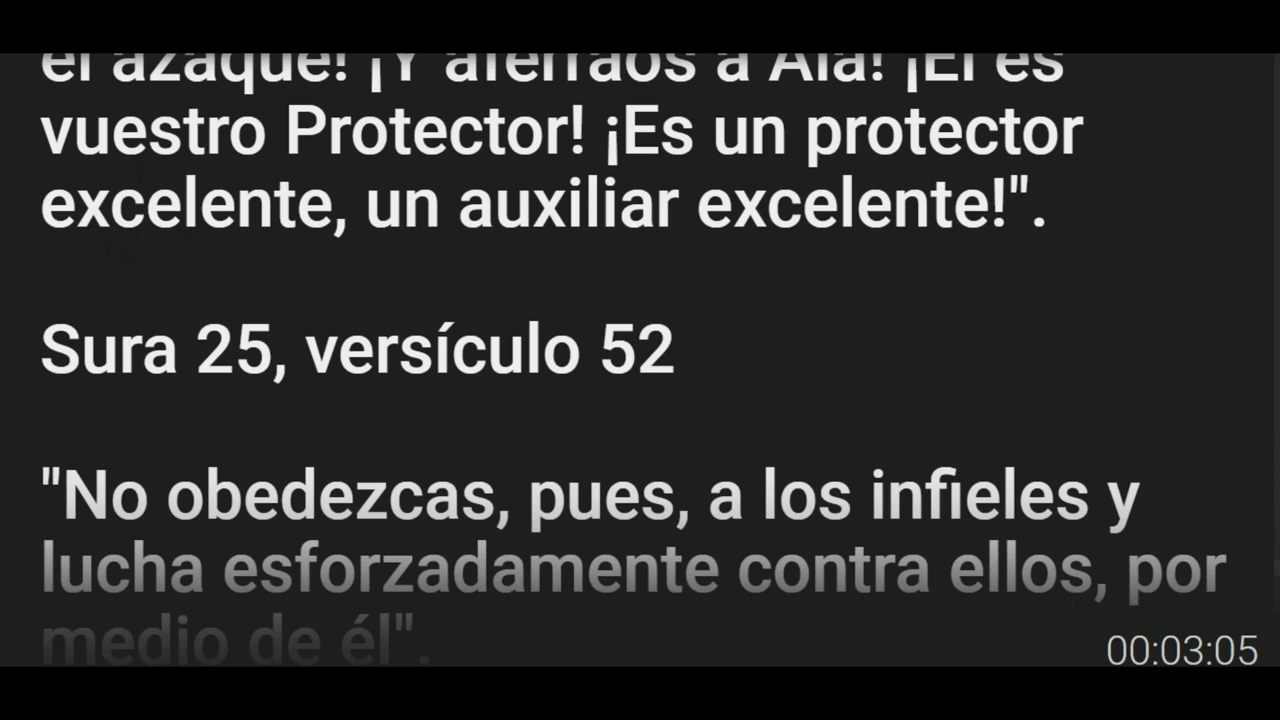 el azaque! ¡Y aferraos a Alá! ¡Él es
vuestro Protector! ¡Es un protector
excelente, un auxiliar excelente!".
Sura 25, versículo 52
"No obedezcas, pues, a los infieles y
lucha esforzadamente contra ellos, por
medio de él".
00:03:05